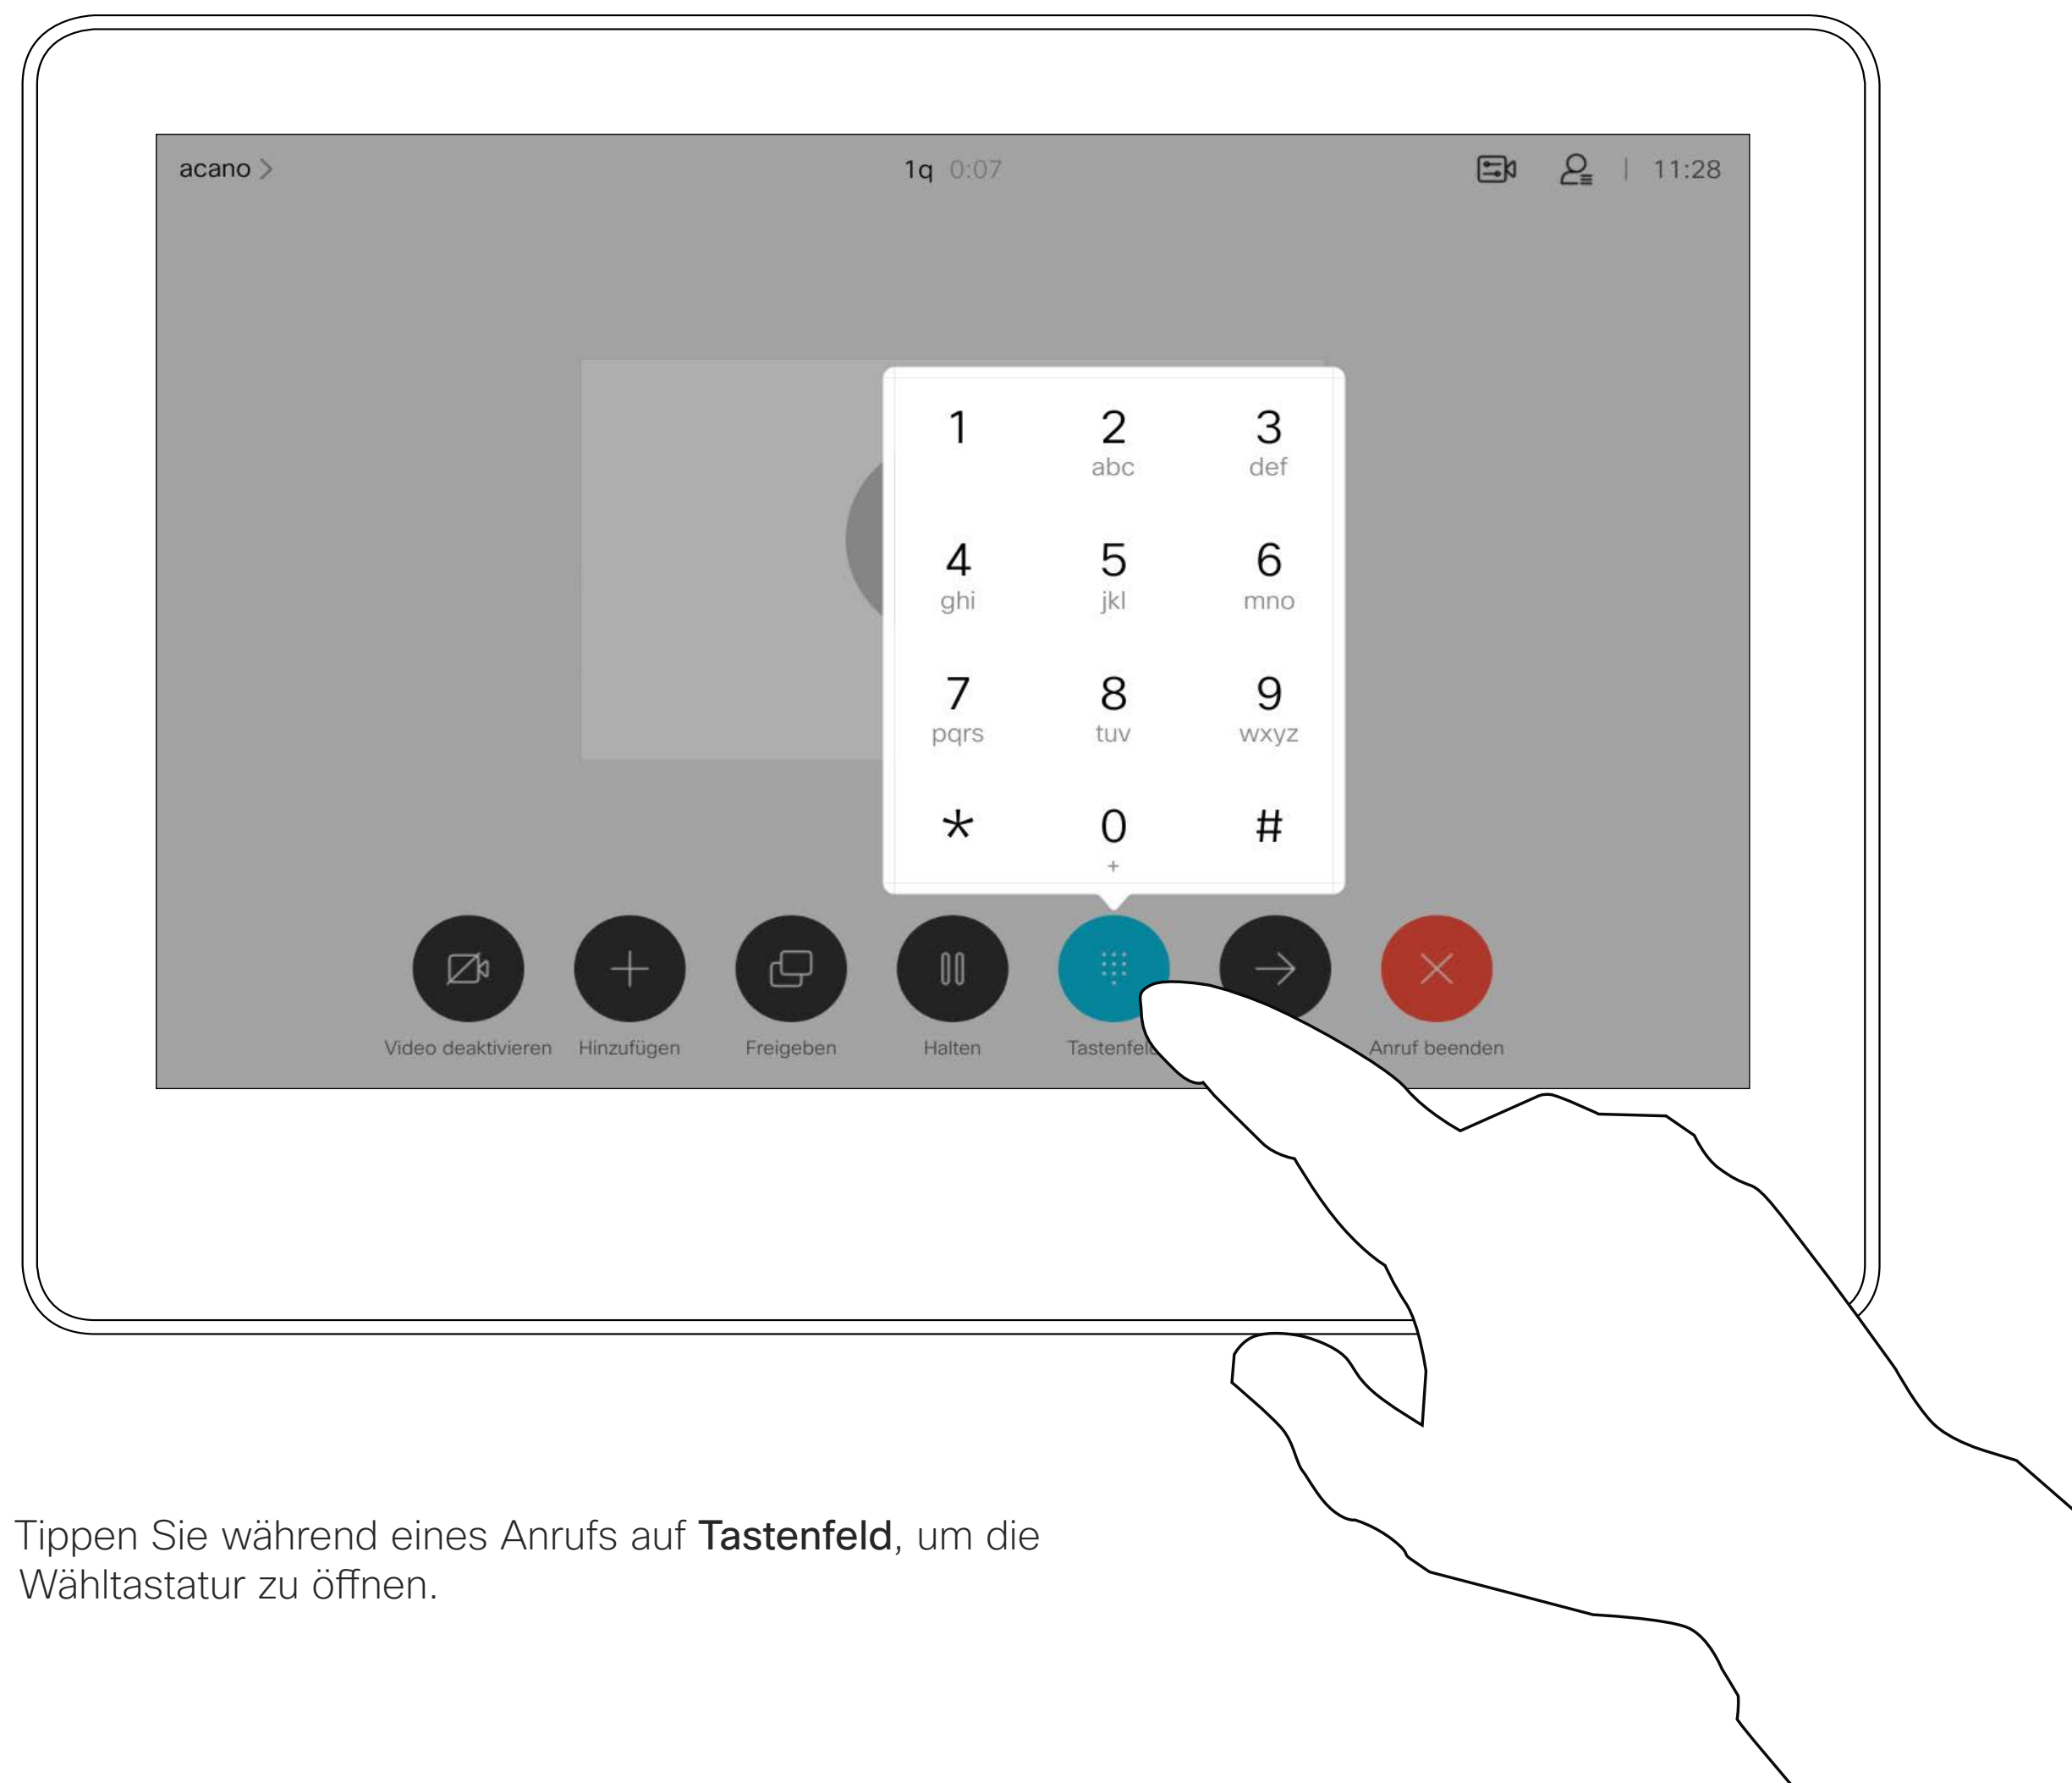 acano
1q 0:07
11:28
1 2 3
abc def
4 5 6
ghi jkl mno
7 8 9
pqrs tuv wxyz
* 0 #
+
Video deaktivieren Hinzufügen Freigeben Halten Anruf beenden
Tippen Sie während eines Anrufs auf Tastenfeld, um die
Wähltastatur zu öffnen.